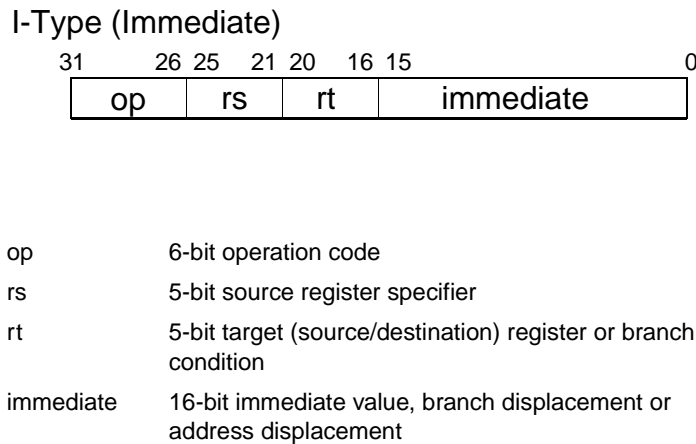 I-Type (Immediate)
31 26 25 21 20 16 15 0
op rs rt immediate
op 6-bit operation code
rs 5-bit source register specifier
rt 5-bit target (source/destination) register or branch
condition
immediate 16-bit immediate value, branch displacement or
address displacement